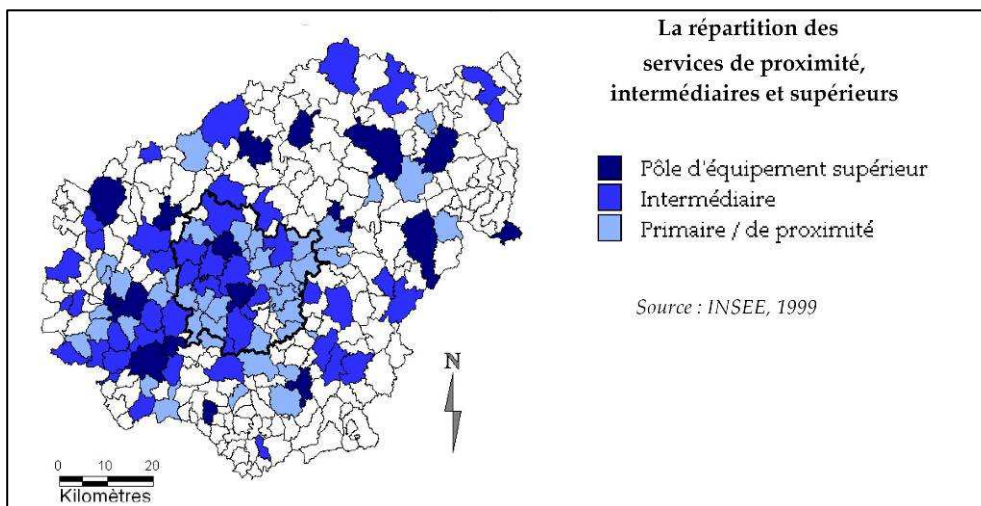 La répartition des
services de proximité,
intermédiaires et supérieurs
Pôle d'équipement supérieur
Intermédiaire
Primaire / de proximité
Source : INSEE, 1999
N
0 10 20
Kilomètres